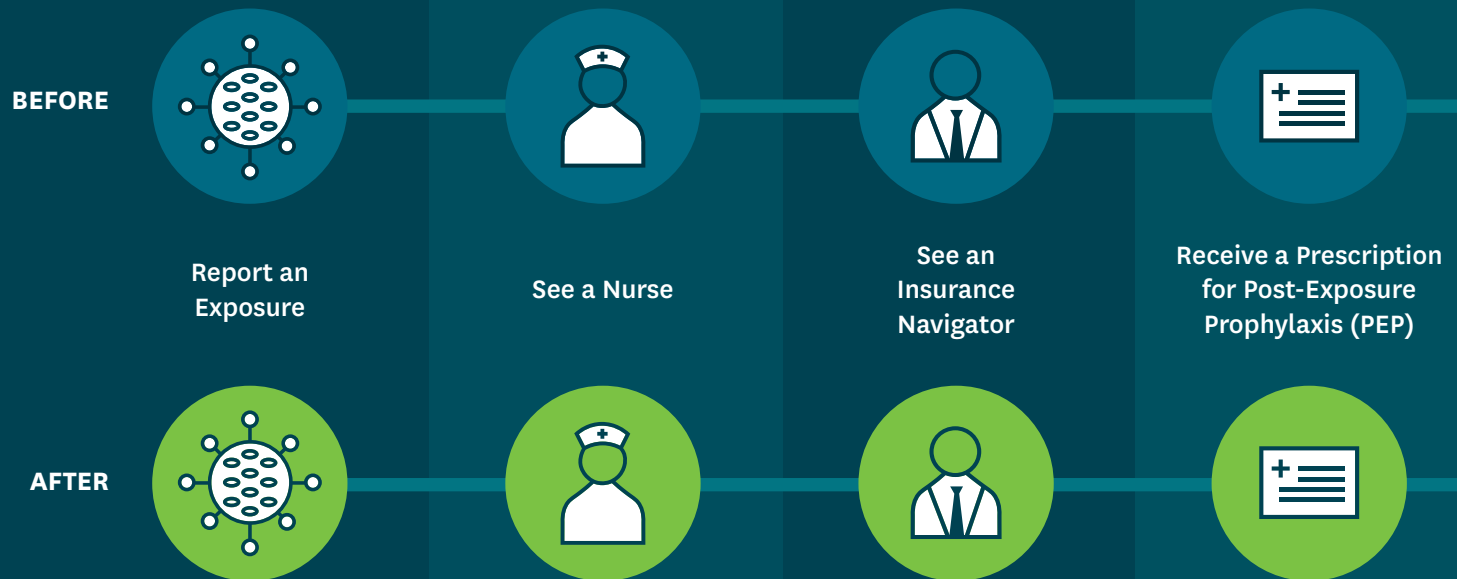 BEFORE
Report an
Exposure
See a Nurse
See an
Insurance
Navigator
Receive a Prescription
for Post-Exposure
Prophylaxis (PEP)
AFTER